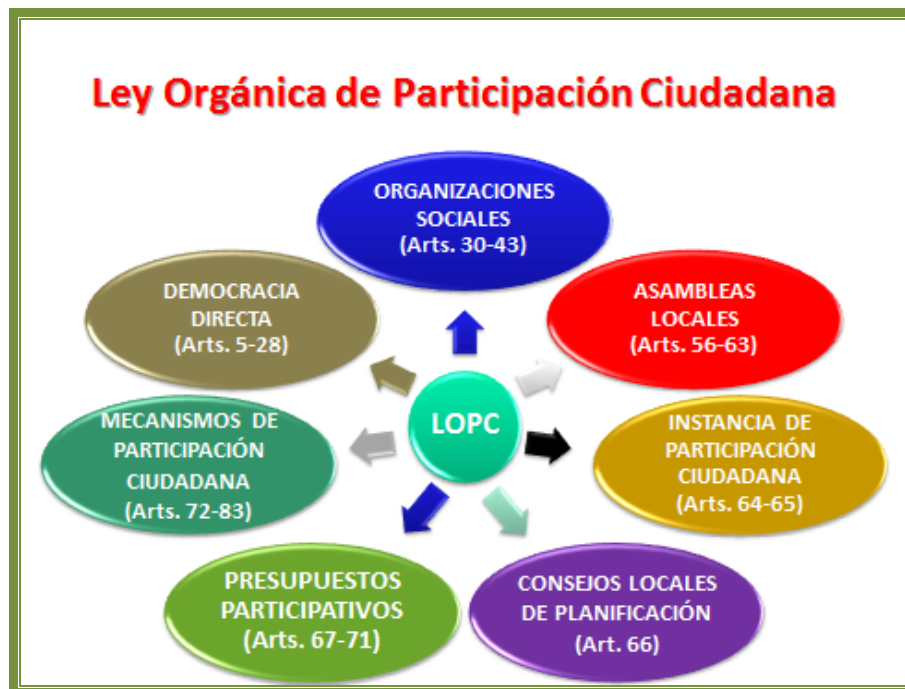 Ley Orgánica de Participación Ciudadana
ORGANIZACIONES
SOCIALES
(Arts. 30-43)
DEMOCRACIA
DIRECTA
(Arts. 5-28)
ASAMBLEAS
LOCALES
(Arts. 56-63)
LOPC
MECANISMOS DE
PARTICIPACIÓN
CIUDADANA
(Arts. 72-83)
INSTANCIA DE
PARTICIPACIÓN
CIUDADANA
(Arts. 64-65)
PRESUPUESTOS
PARTICIPATIVOS
(Arts. 67-71)
CONSEJOS LOCALES
DE PLANIFICACIÓN
(Art. 66)